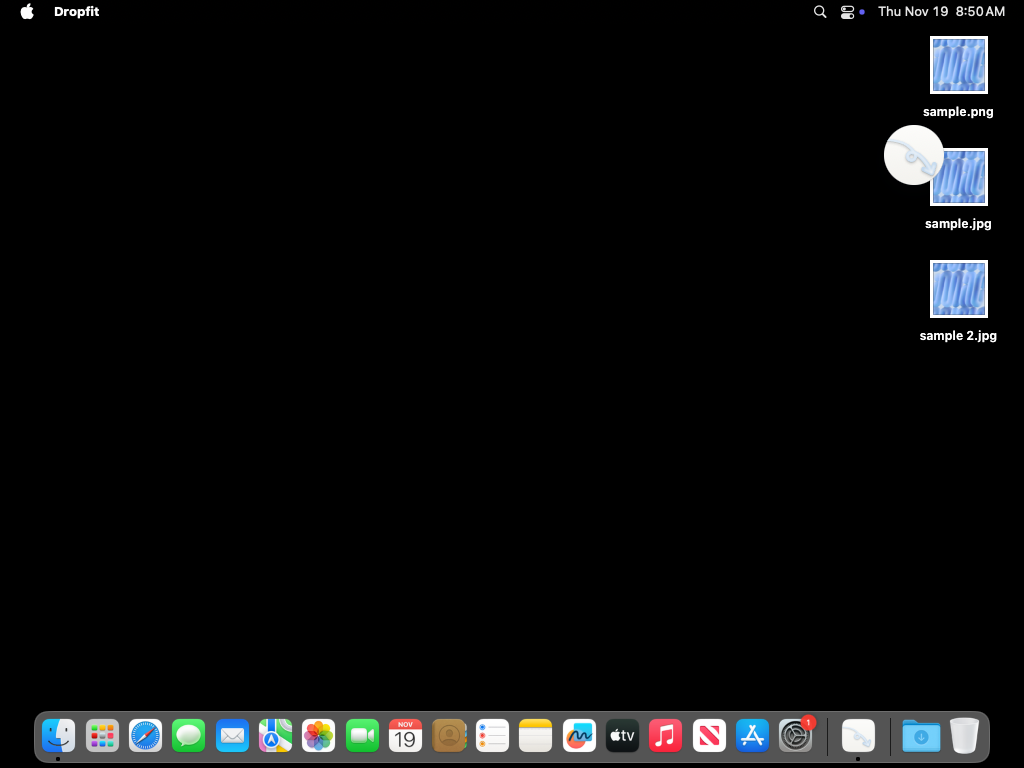 Dropfit
Thu Nov 19 8:50 AM
sample.png
sample.jpg
sample 2.jpg
NOV
19
tv
1